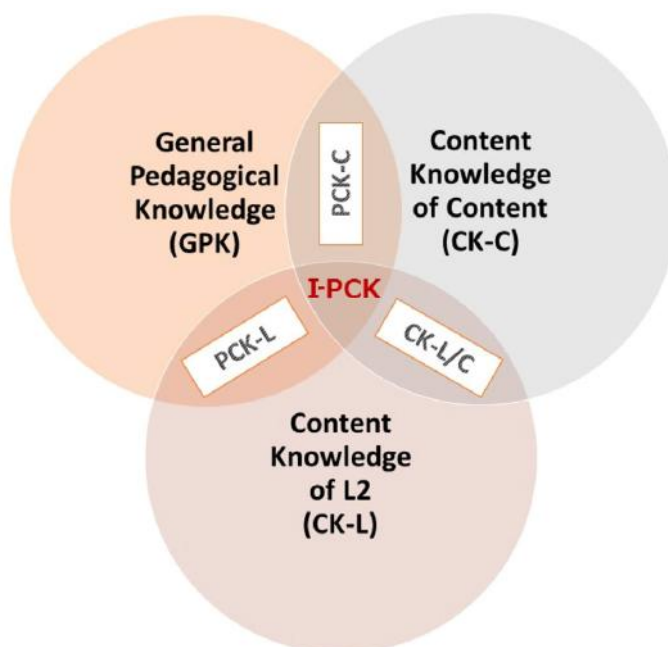 General
Pedagogical
Knowledge
(GPK)
PCK-C
Content
Knowledge
of Content
(CK-C)
I-PCK
PCK-L
CK-L/C
Content
Knowledge
of L2
(CK-L)